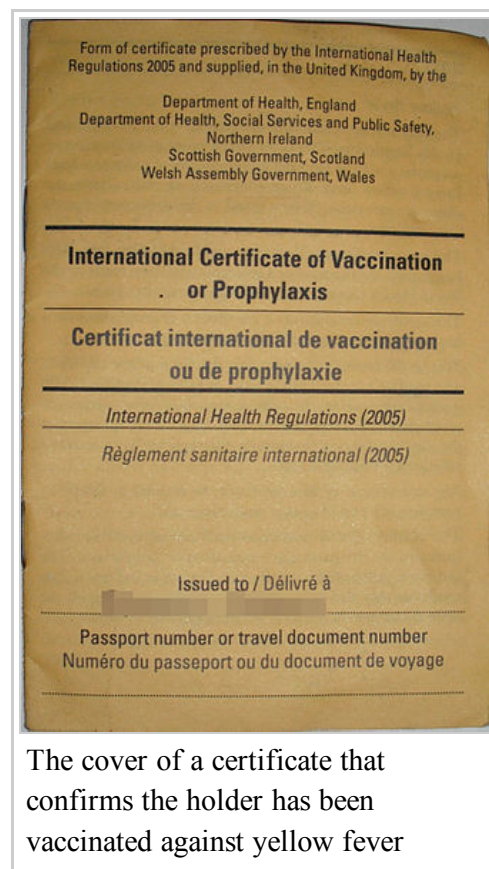 Form of certificate prescribed by the International Health
Regulations 2005 and supplied, in the United Kingdom, by the
Department of Health, England
Department of Health, Social Services and Public Safety,
Northern Ireland
Scottish Government, Scotland
Welsh Assembly Government, Wales
International Certificate of Vaccination
or Prophylaxis
Certificat international de vaccination
ou de prophylaxie
International Health Regulations (2005)
Règlement sanitaire international (2005)
Issued to / Délivré à
Passport number or travel document number
Numéro du passeport ou du document de voyage
The cover of a certificate that
confirms the holder has been
vaccinated against yellow fever